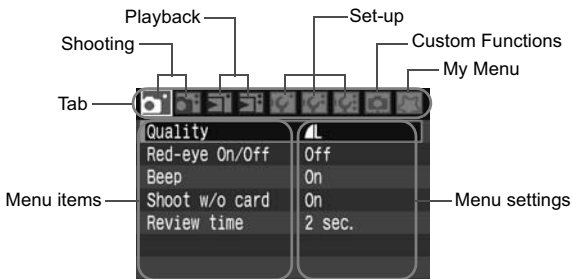 Playback
Set-up
Shooting
Custom Functions
My Menu
Tab
Quality L
Red-eye On/Off Off
Beep On
Menu items
Shoot w/o card On
Menu settings
Review time 2 sec.